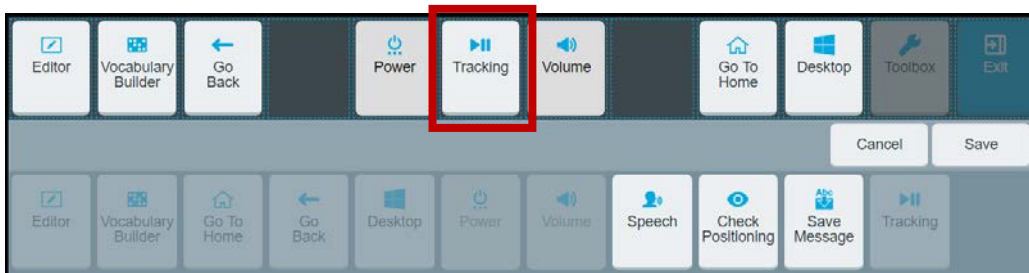 Editor
Vocabulary
Builder
Go
Back
Power
Tracking
Volume
Go To
Home
Desktop
Toolbox
Exit
Cancel
Save
Editor
Vocabulary
Builder
Go To
Home
Go
Back
Desktop
Power
Volume
Speech
Check
Positioning
Abc
Save
Message
Tracking